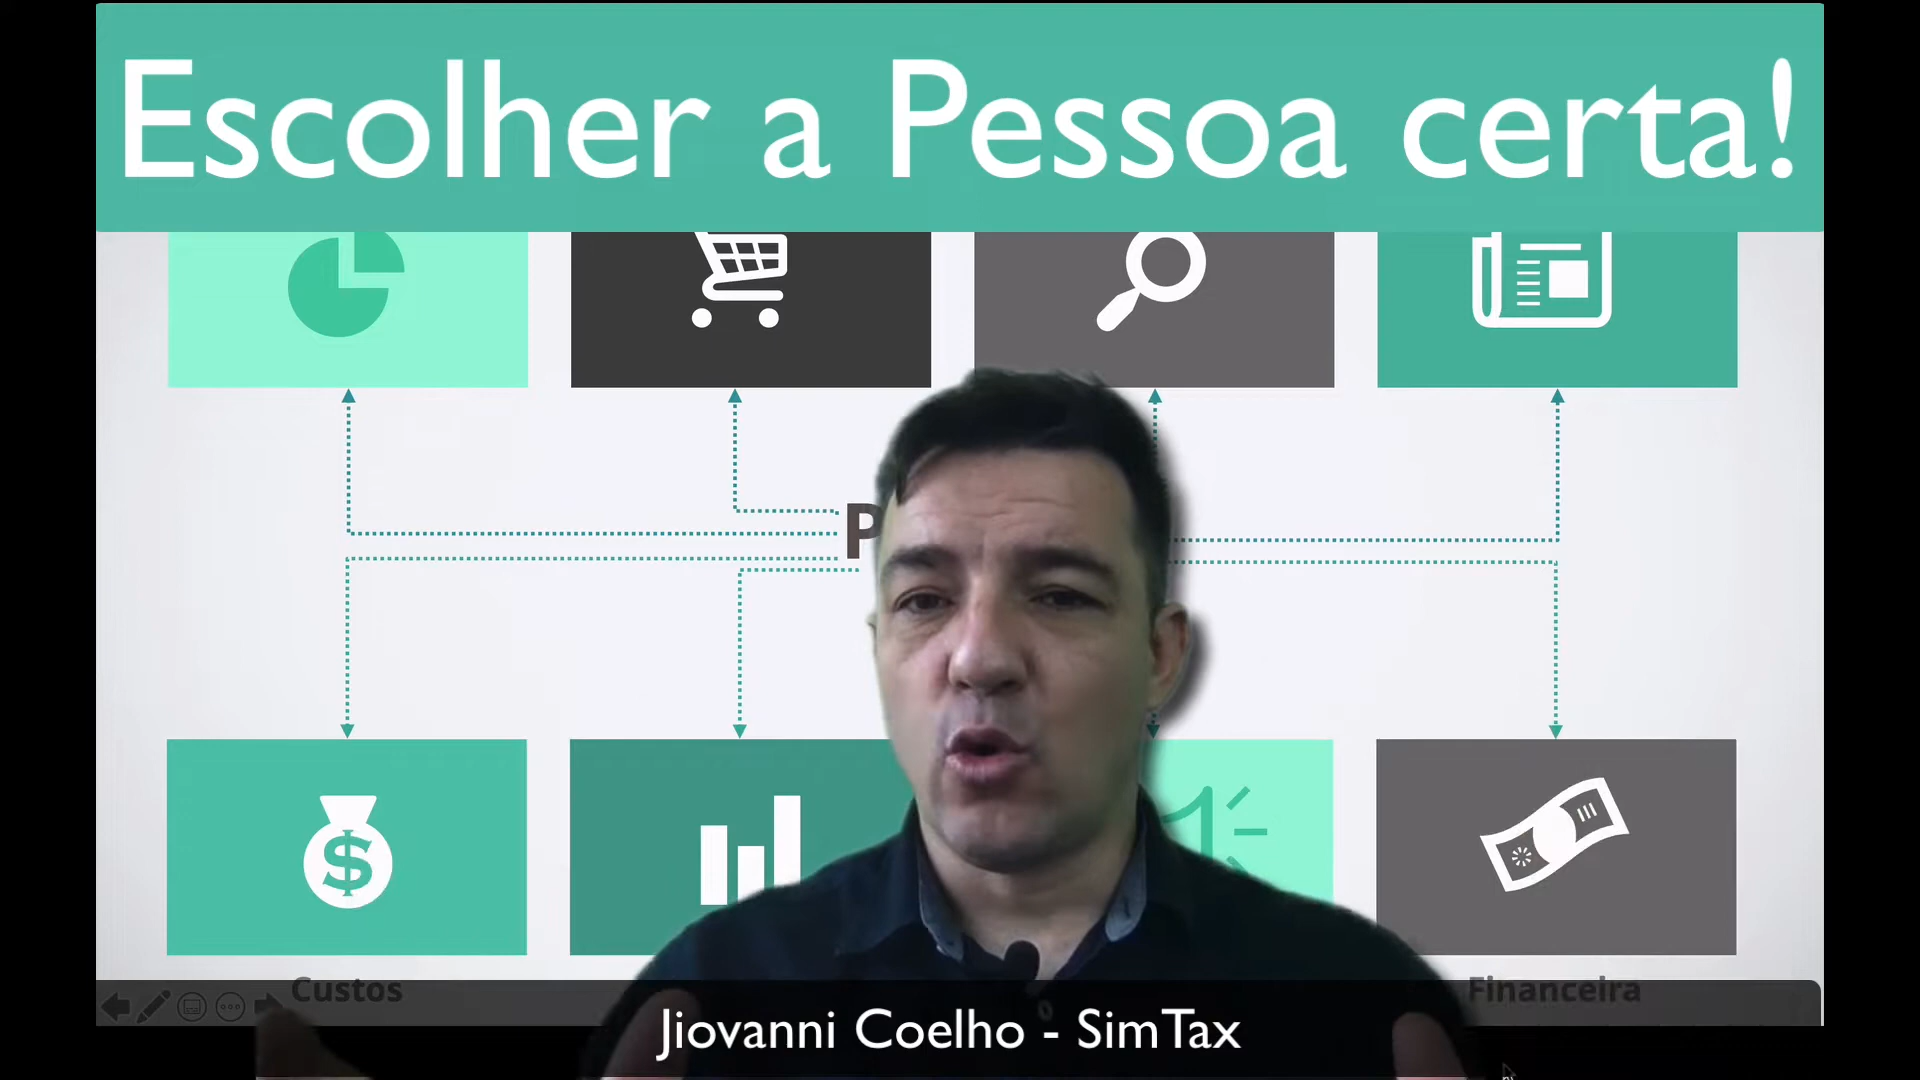 Escolher a Pessoa certa!
Custos
Financeira
Jiovanni Coelho - SimTax